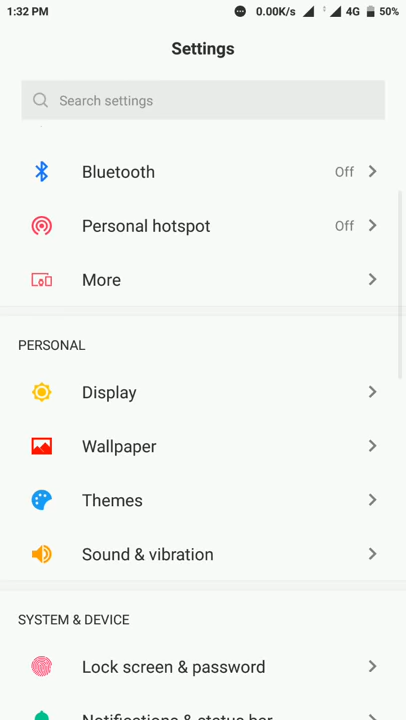 1:32 PM 0.00K/s 4G 50%
Settings
Search settings
Bluetooth Off
Personal hotspot Off
More
PERSONAL
Display
Wallpaper
Themes
Sound & vibration
SYSTEM & DEVICE
Lock screen & password
Notifications & status bar